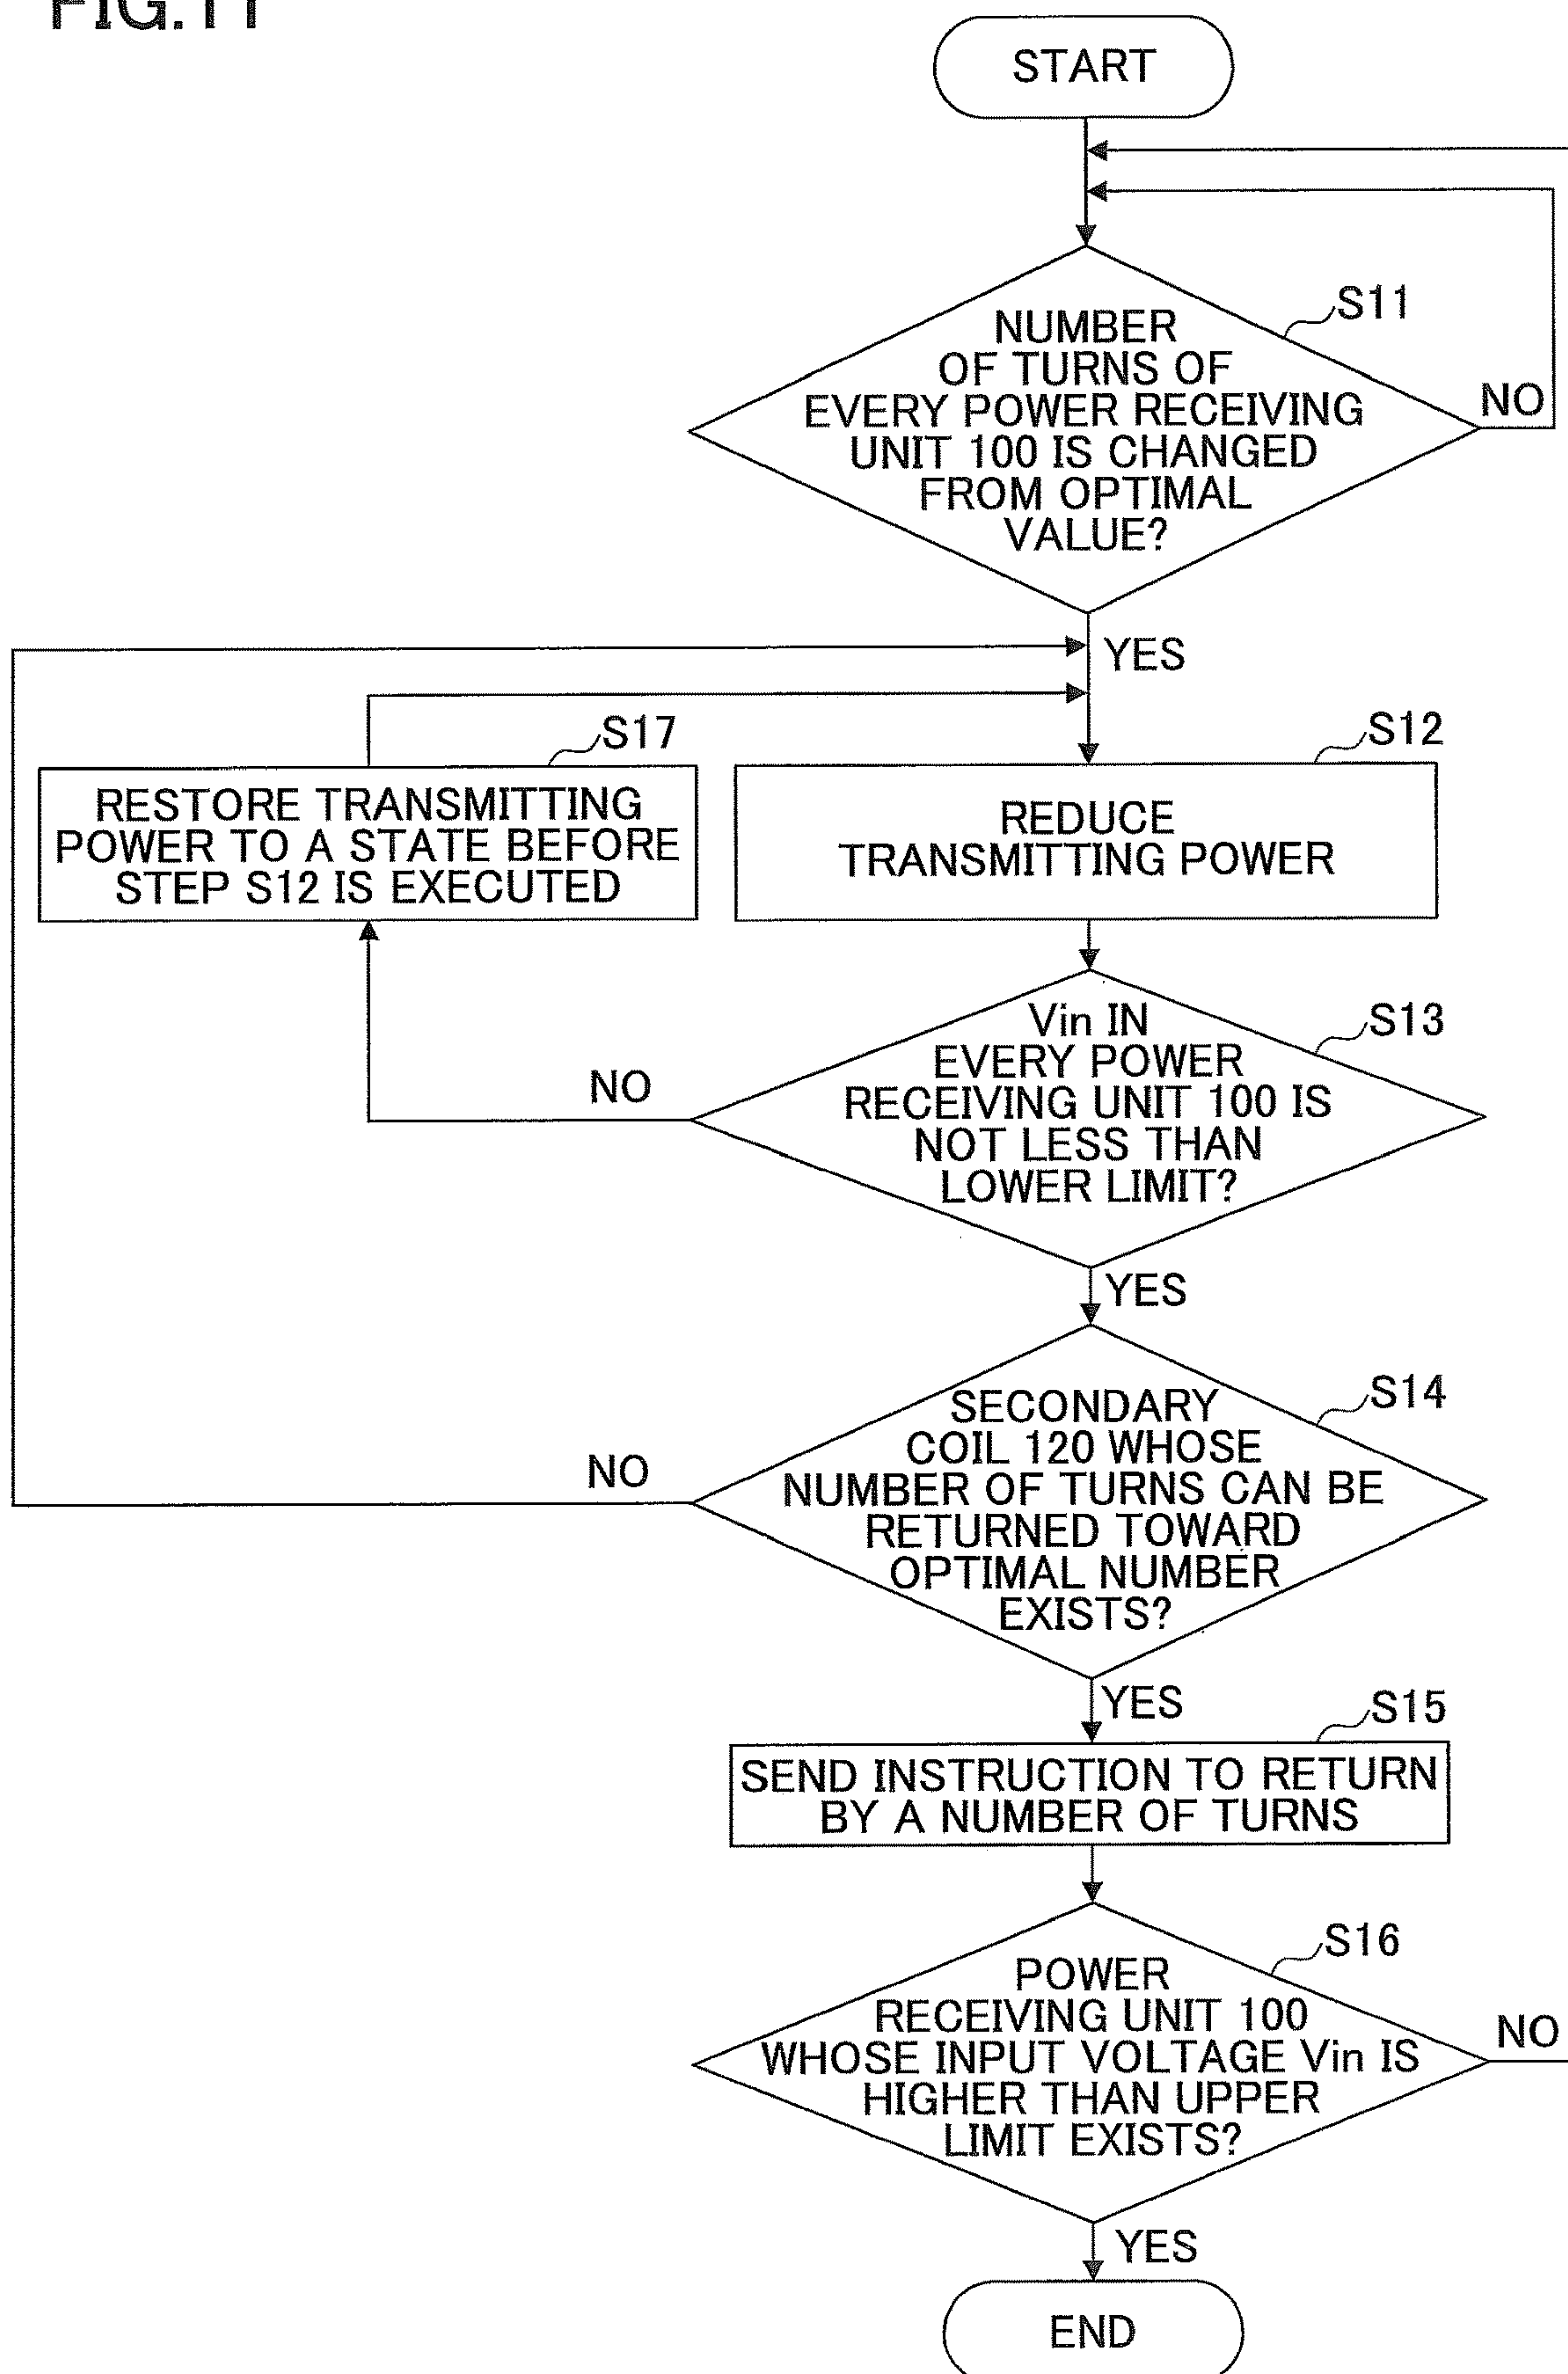 FIG.11
START
S11
NUMBER
OF TURNS OF
EVERY POWER RECEIVING
UNIT 100 IS CHANGED
FROM OPTIMAL
VALUE?
NO
YES
S17
RESTORE TRANSMITTING
POWER TO A STATE BEFORE
STEP S12 IS EXECUTED
S12
REDUCE
TRANSMITTING POWER
S13
Vin IN
EVERY POWER
RECEIVING UNIT 100 IS
NOT LESS THAN
LOWER LIMIT?
NO
YES
S14
SECONDARY
COIL 120 WHOSE
NUMBER OF TURNS CAN BE
RETURNED TOWARD
OPTIMAL NUMBER
EXISTS?
NO
YES
S15
SEND INSTRUCTION TO RETURN
BY A NUMBER OF TURNS
S16
POWER
RECEIVING UNIT 100
WHOSE INPUT VOLTAGE Vin IS
HIGHER THAN UPPER
LIMIT EXISTS?
NO
YES
END